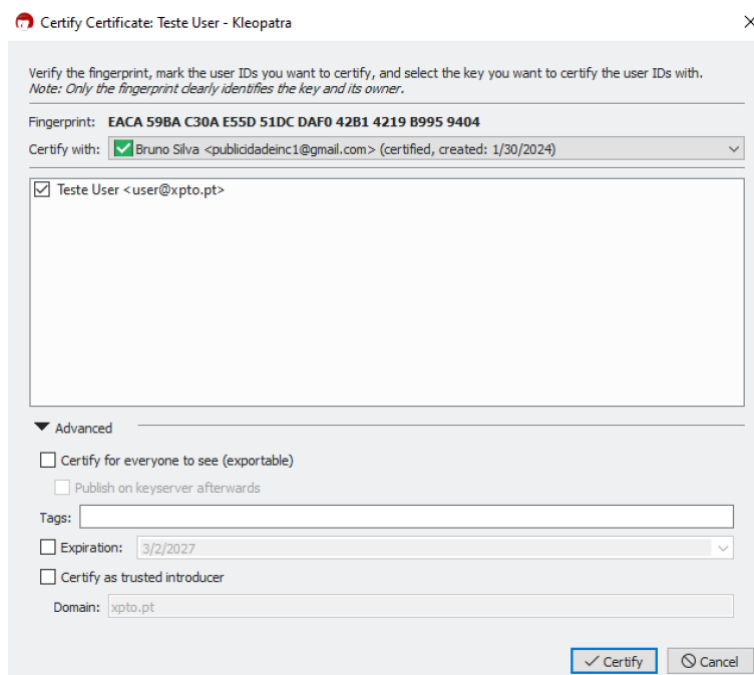 Certify Certificate: Teste User - Kleopatra
Verify the fingerprint, mark the user IDs you want to certify, and select the key you want to certify the user IDs with.
Note: Only the fingerprint clearly identifies the key and its owner.
Fingerprint: EACA 59BA C30A E55D 51DC DAF0 42B1 4219 B995 9404
Certify with: Bruno Silva <publicidadeinc1@gmail.com> (certified, created: 1/30/2024)
Teste User <user@xpto.pt>
Advanced
Certify for everyone to see (exportable)
Publish on keyserver afterwards
Tags:
Expiration: 3/2/2027
Certify as trusted introducer
Domain: xpto.pt
Certify Cancel